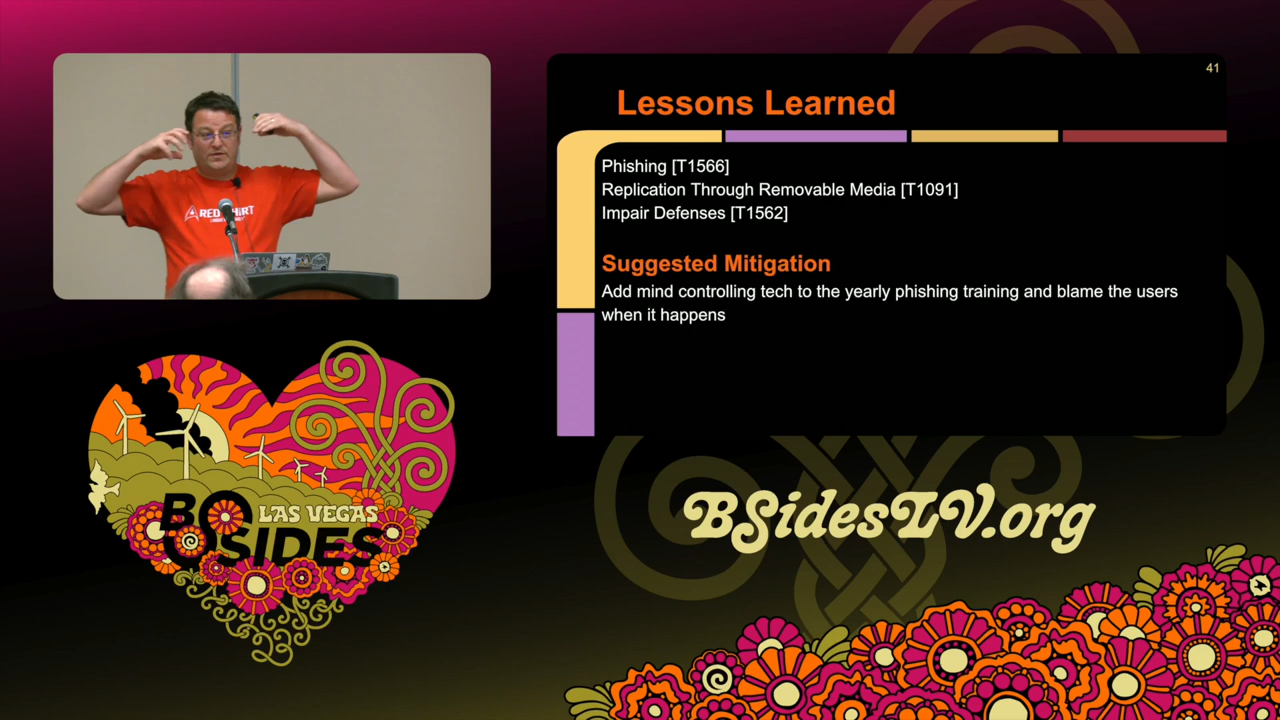 41
Lessons Learned
Phishing [T1566]
Replication Through Removable Media [T1091]
Impair Defenses [T1562]
Suggested Mitigation
Add mind controlling tech to the yearly phishing training and blame the users
when it happens
LAS VEGAS
BSIDES
BSidesLV.org